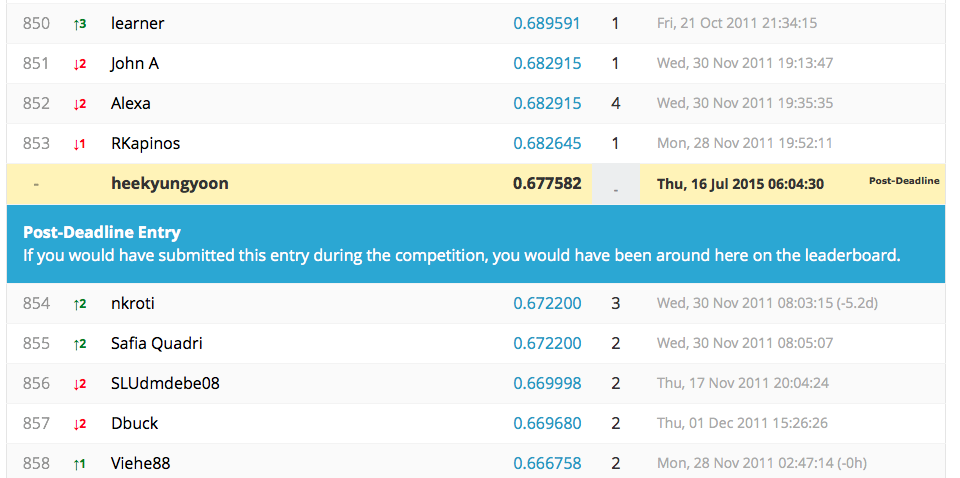 850 ↑3 learner 0.689591 1 Fri, 21 Oct 2011 21:34:15
851 ↓2 John A 0.682915 1 Wed, 30 Nov 2011 19:13:47
852 ↓2 Alexa 0.682915 4 Wed, 30 Nov 2011 19:35:35
853 ↓1 RKapinos 0.682645 1 Mon, 28 Nov 2011 19:52:11
- heekyungyoon 0.677582 - Thu, 16 Jul 2015 06:04:30 Post-Deadline
Post-Deadline Entry
If you would have submitted this entry during the competition, you would have been around here on the leaderboard.
854 ↑2 nkroti 0.672200 3 Wed, 30 Nov 2011 08:03:15 (-5.2d)
855 ↑2 Safia Quadri 0.672200 2 Wed, 30 Nov 2011 08:05:07
856 ↓2 SLUdmdebe08 0.669998 2 Thu, 17 Nov 2011 20:04:24
857 ↓2 Dbuck 0.669680 2 Thu, 01 Dec 2011 15:26:26
858 ↑1 Viehe88 0.666758 2 Mon, 28 Nov 2011 02:47:14 (-0h)